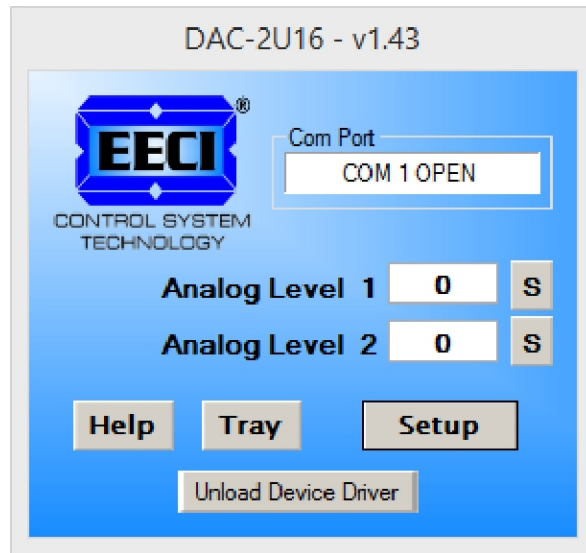 DAC-2U16 - v1.43
EECI®
CONTROL SYSTEM
TECHNOLOGY
Com Port
COM 1 OPEN
Analog Level 1 0 S
Analog Level 2 0 S
Help Tray Setup
Unload Device Driver